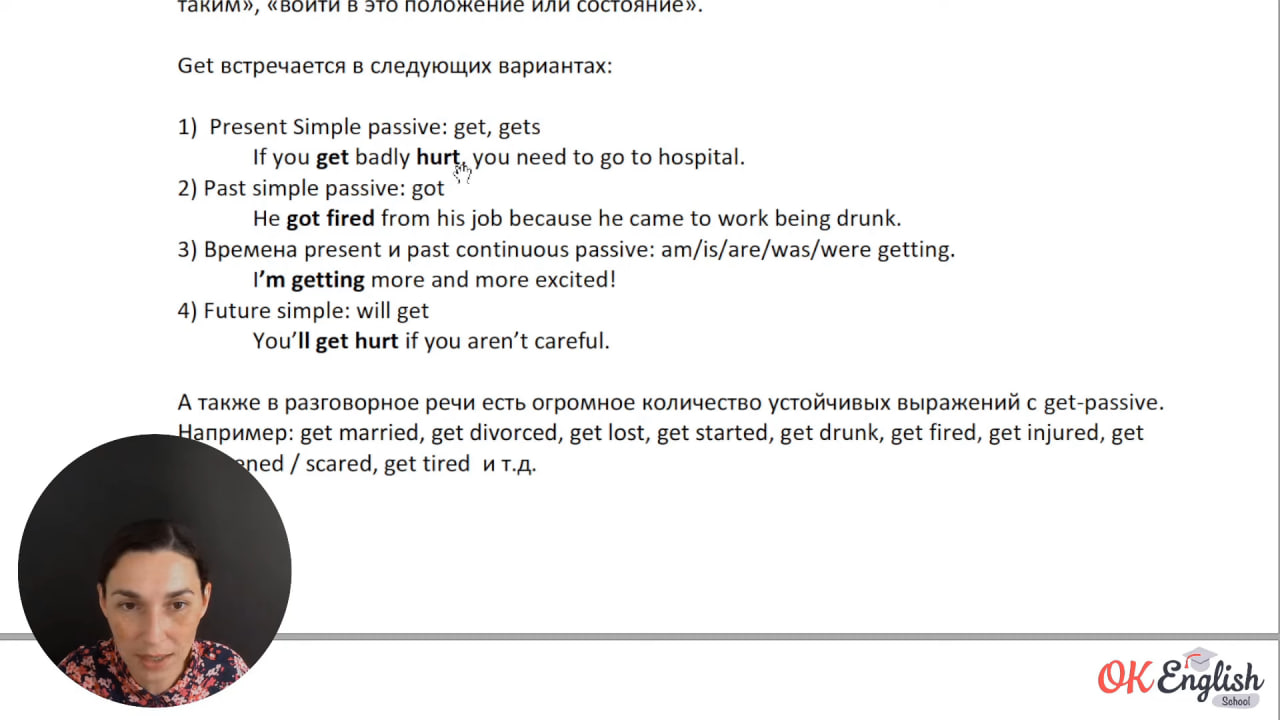 таким», «войти в это положение или состояние».
Get встречается в следующих вариантах:
1) Present Simple passive: get, gets
If you get badly hurt, you need to go to hospital.
2) Past simple passive: got
He got fired from his job because he came to work being drunk.
3) Времена present и past continuous passive: am/is/are/was/were getting.
I'm getting more and more excited!
4) Future simple: will get
You'll get hurt if you aren't careful.
А также в разговорное речи есть огромное количество устойчивых выражений с get-passive.
Например: get married, get divorced, get lost, get started, get drunk, get fired, get injured, get
/ scared, get tired и т.д.
OK English
School